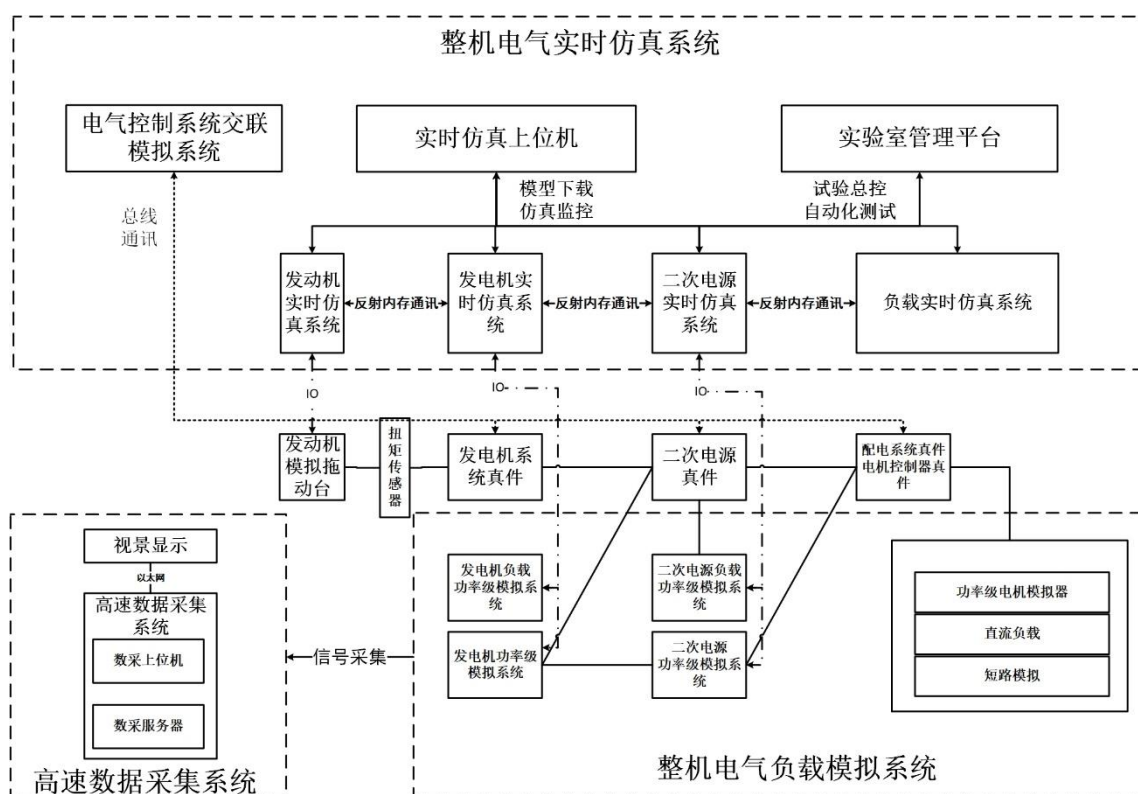 整机电气实时仿真系统
电气控制系统交联
模拟系统
实时仿真上位机
实验室管理平台
模型下载
仿真监控
试验总控
自动化测试
总线
通讯
发动机
实时仿
真系统
反射内存通讯
发电机实
时仿真系
统
反射内存通讯
二次电源
实时仿真
系统
反射内存通讯
负载实时仿真系统
IO
IO
IO
发动机
模拟拖
动台
扭
矩
传
感
器
发电机系
统真件
二次电源
真件
配电系统真件
电机控制器真
件
视景显示
以太网
高速数据采集
系统
数采上位机
数采服务器
高速数据采集系统
信号采集
发电机负载
功率级模拟系
统
二次电源负载
功率级模拟系
统
发电机功率级
模拟系统
二次电源
功率级模拟系
统
功率级电机模拟器
直流负载
短路模拟
整机电气负载模拟系统